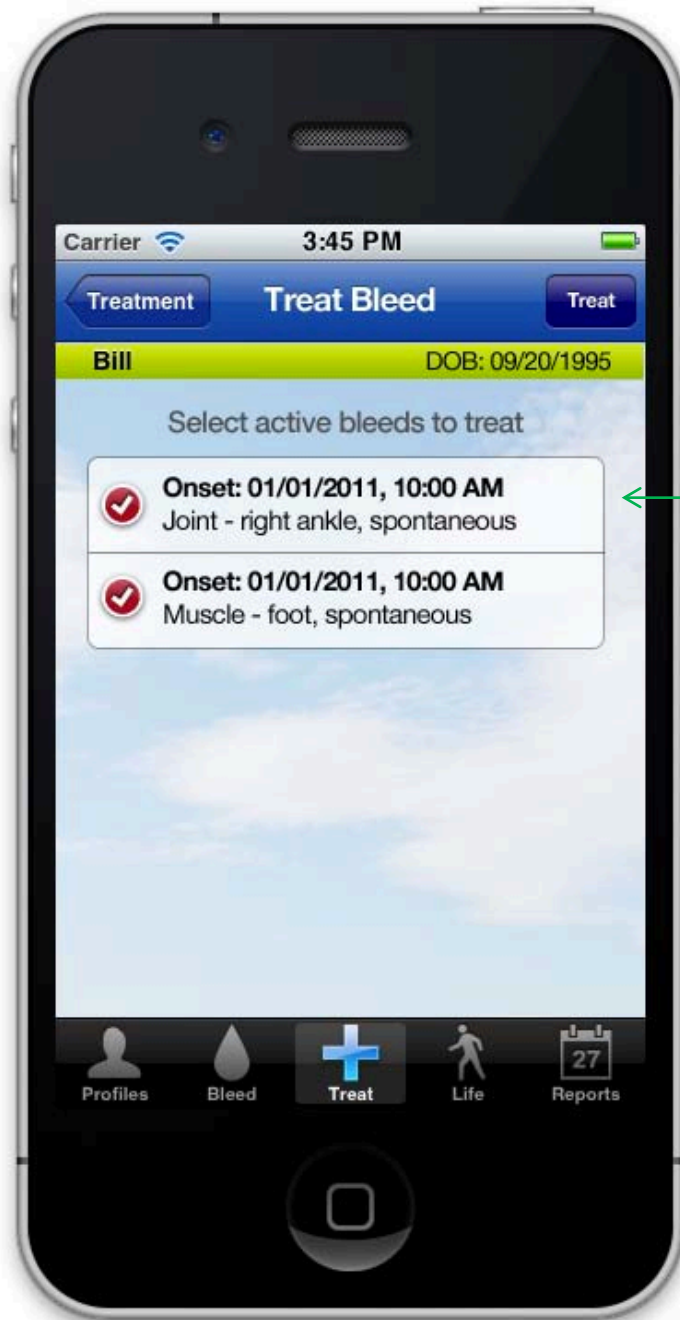 Carrier 3:45 PM
Treatment Treat Bleed Treat
Bill DOB: 09/20/1995
Select active bleeds to treat
Onset: 01/01/2011, 10:00 AM
Joint - right ankle, spontaneous
Onset: 01/01/2011, 10:00 AM
Muscle - foot, spontaneous
27
Profiles Bleed Treat Life Reports